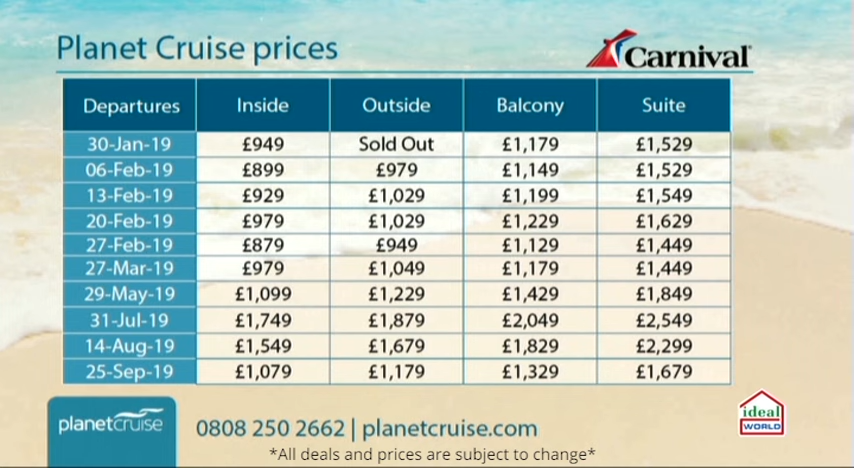 Planet Cruise prices
Carnival
Departures Inside Outside Balcony Suite
30-Jan-19 £949 Sold Out £1,179 £1,529
06-Feb-19 £899 £979 £1,149 £1,529
13-Feb-19 £929 £1,029 £1,199 £1,549
20-Feb-19 £979 £1,029 £1,229 £1,629
27-Feb-19 £879 £949 £1,129 £1,449
27-Mar-19 £979 £1,049 £1,179 £1,449
29-May-19 £1,099 £1,229 £1,429 £1,849
31-Jul-19 £1,749 £1,879 £2,049 £2,549
14-Aug-19 £1,549 £1,679 £1,829 £2,299
25-Sep-19 £1,079 £1,179 £1,329 £1,679
planetcruise
0808 250 2662 | planetcruise.com
ideal
WORLD
*All deals and prices are subject to change*